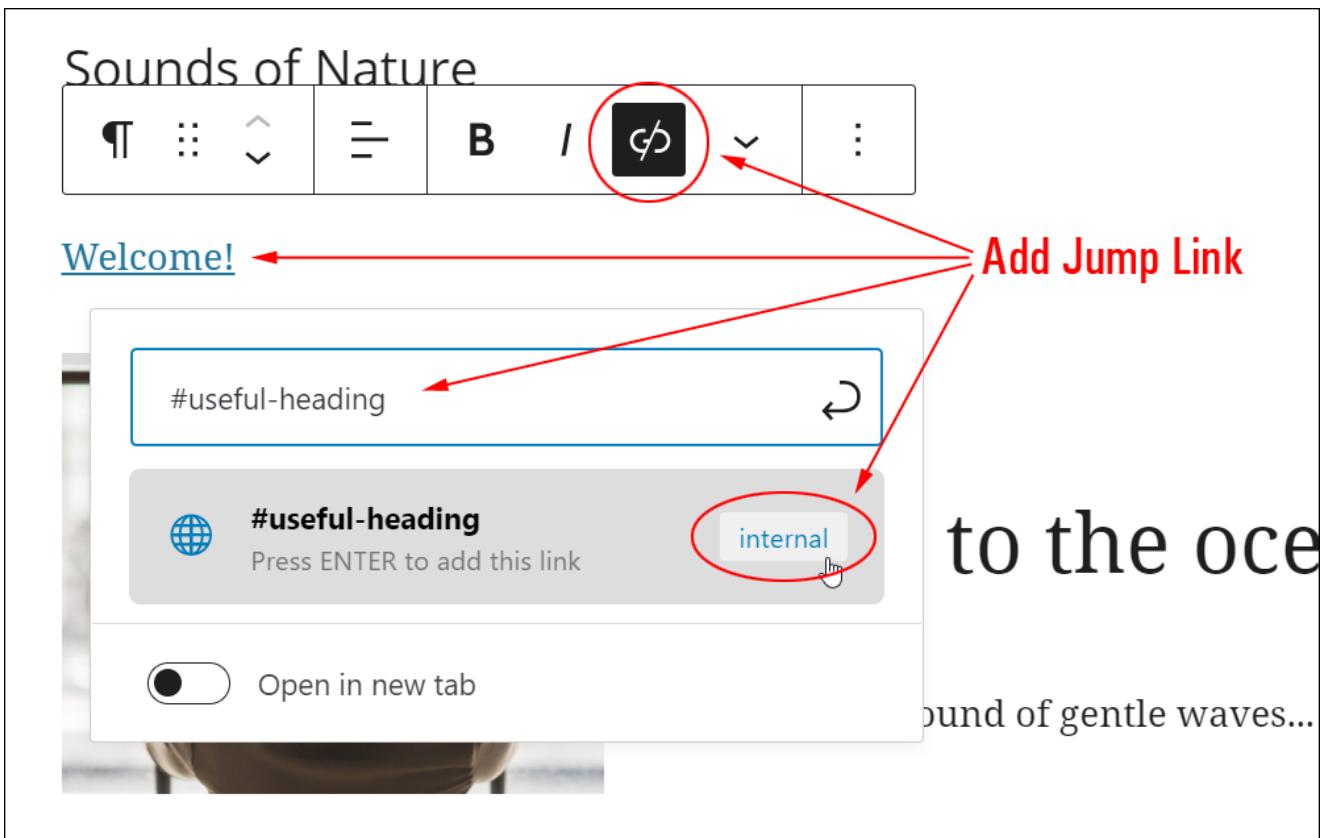 Sounds of Nature
B I
Welcome!
Add Jump Link
#useful-heading
#useful-heading
internal
Press ENTER to add this link
to the oce
Open in new tab
ound of gentle waves...